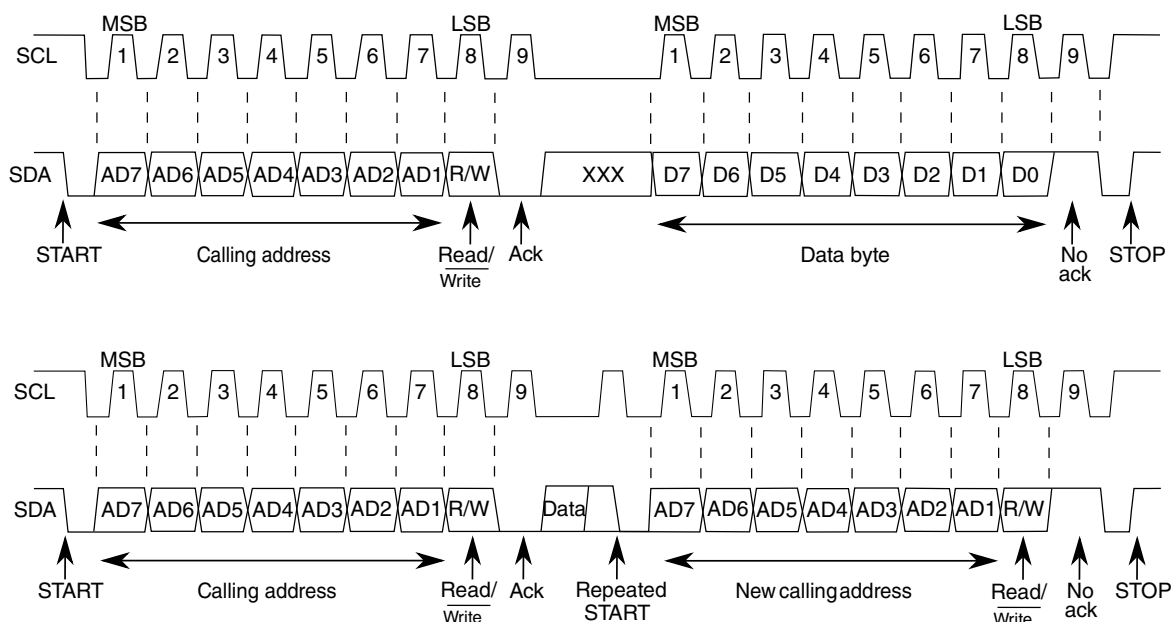 MSB LSB MSB LSB
SCL 1 2 3 4 5 6 7 8 9 1 2 3 4 5 6 7 8 9
SDA AD7 AD6 AD5 AD4 AD3 AD2 AD1 R/W XXX D7 D6 D5 D4 D3 D2 D1 D0
START Calling address Read/ Ack Data byte No STOP
Write ack
MSB LSB MSB LSB
SCL 1 2 3 4 5 6 7 8 9 1 2 3 4 5 6 7 8 9
SDA AD7 AD6 AD5 AD4 AD3 AD2 AD1 R/W Data AD7 AD6 AD5 AD4 AD3 AD2 AD1 R/W
START Calling address Read/ Ack Repeated New calling address Read/ No STOP
Write START Write ack